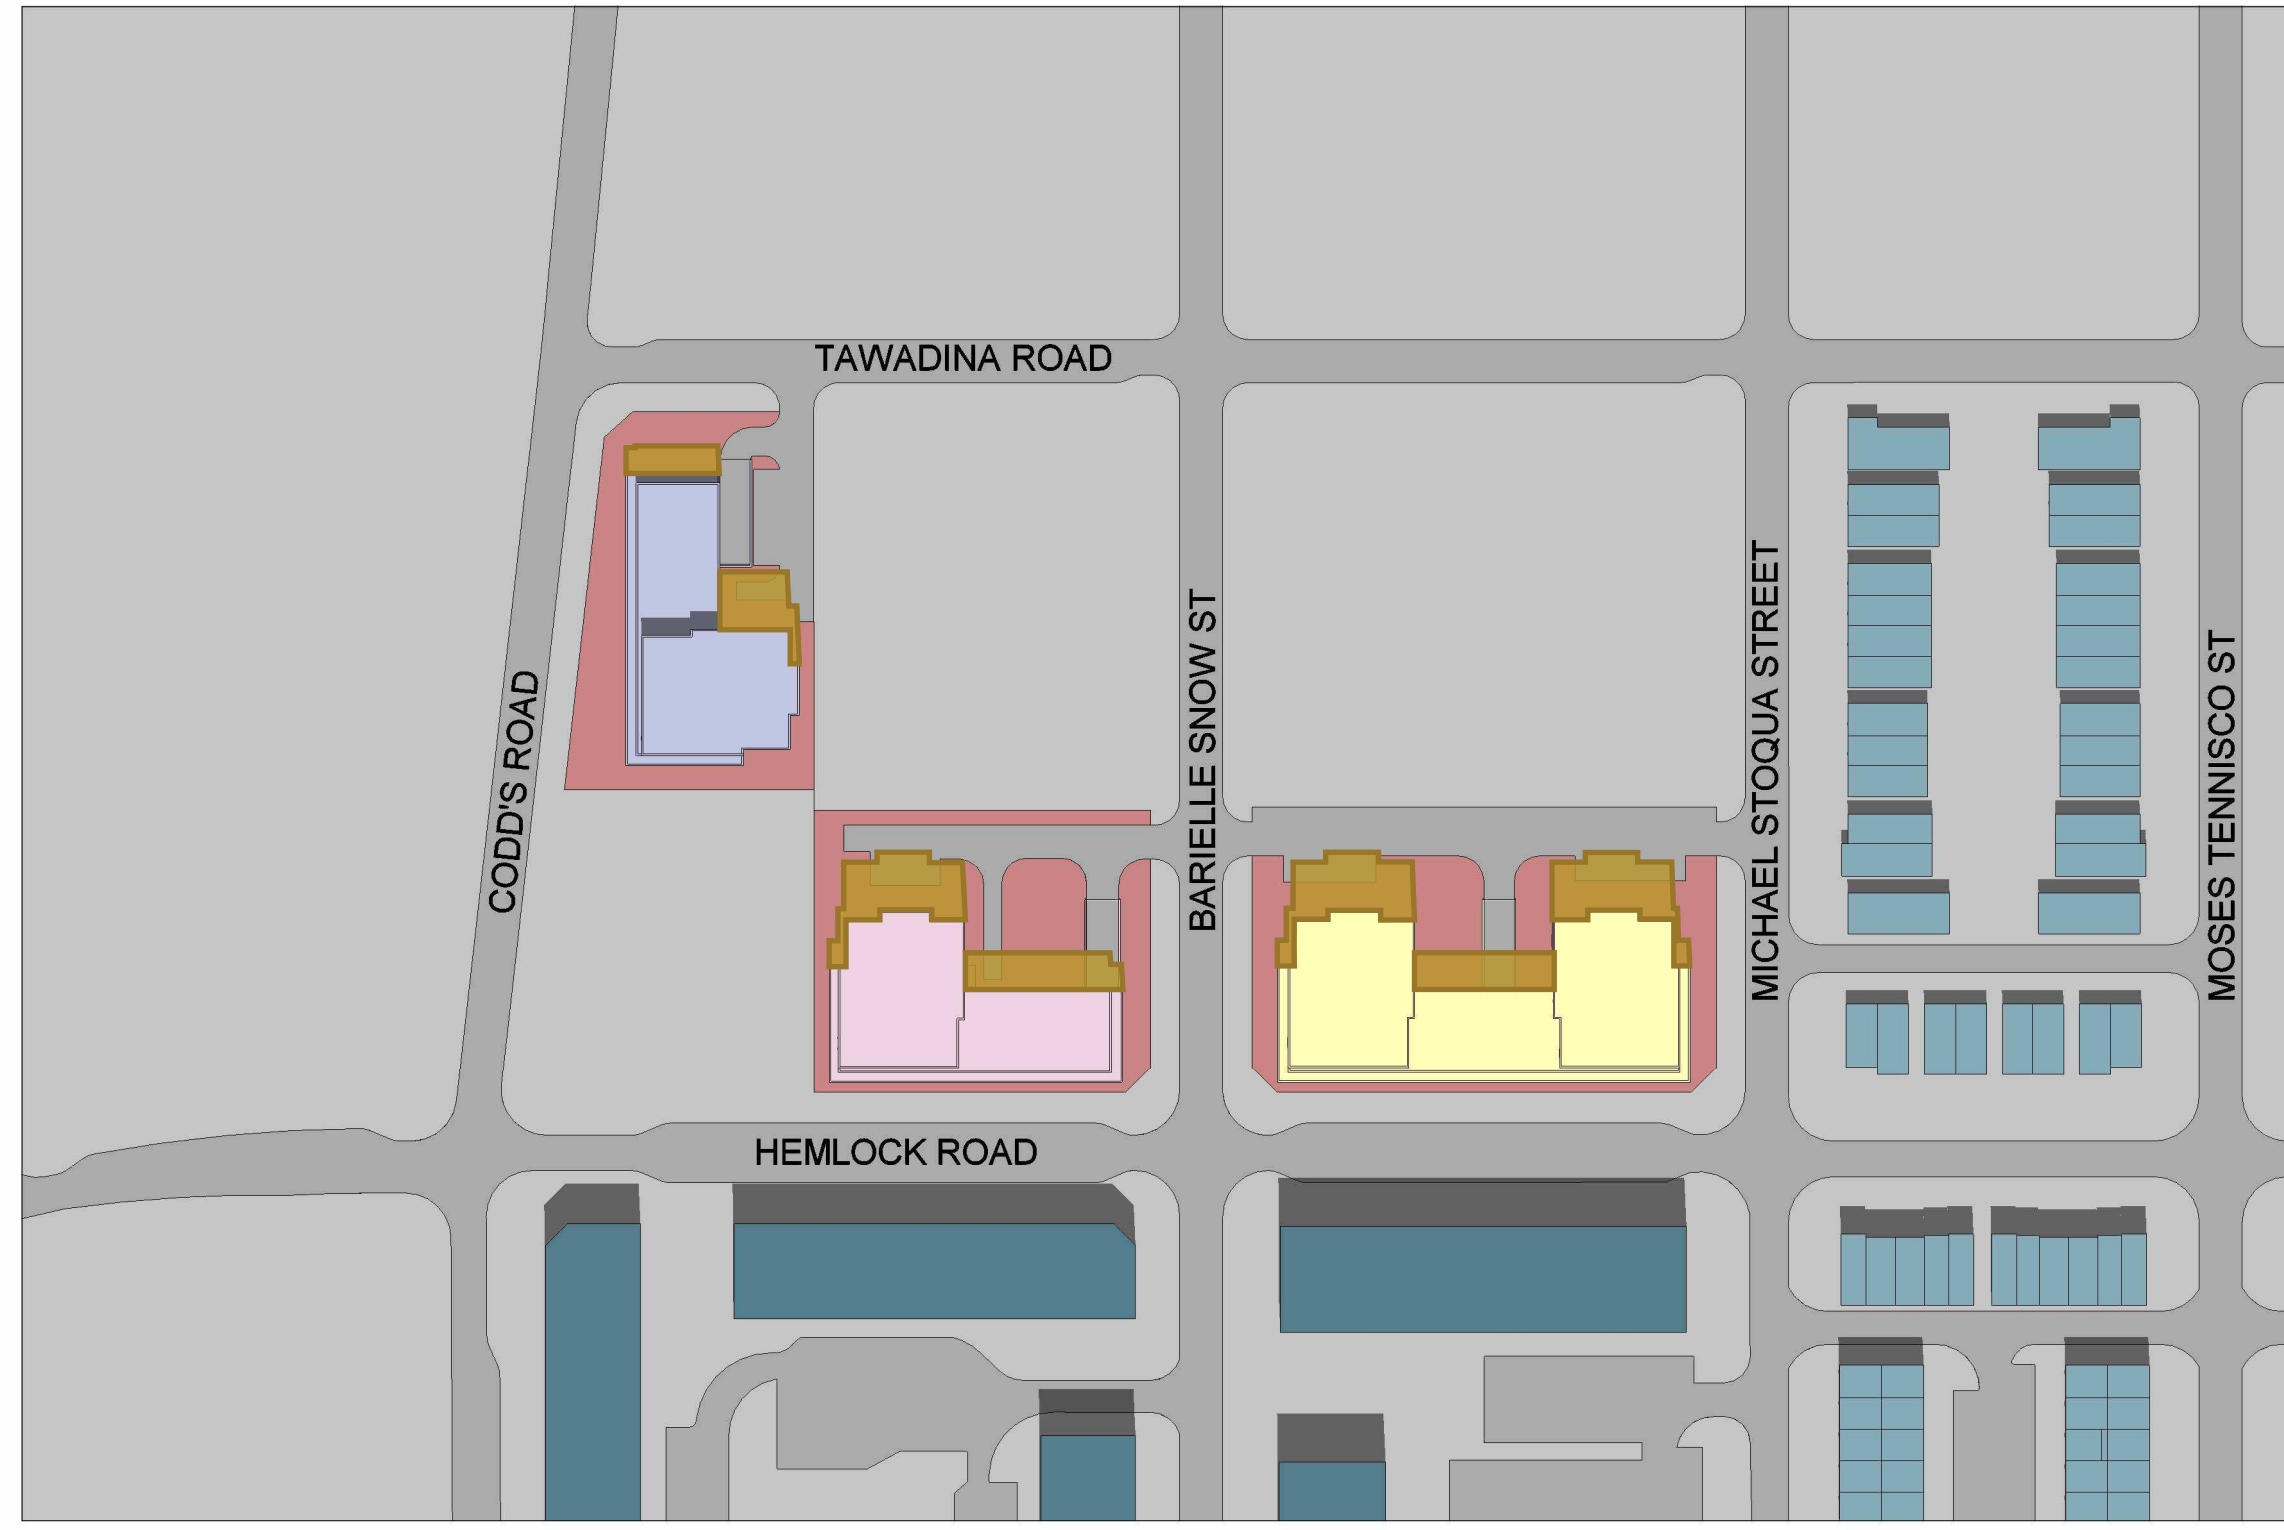 TAWADINA ROAD
CODD'S ROAD
BARIELLE SNOW ST
MICHAEL STOQUA STREET
MOSES TENNISCO ST
HEMLOCK ROAD